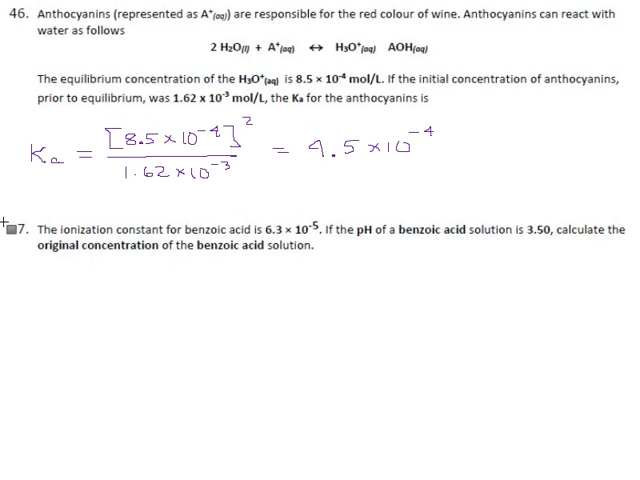 46. Anthocyanins (represented as A⁺(aq)) are responsible for the red colour of wine. Anthocyanins can react with
water as follows
2 H₂O(l) + A⁺(aq) ↔ H₃O⁺(aq) AOH(aq)
The equilibrium concentration of the H₃O⁺(aq) is 8.5 × 10⁻⁴ mol/L. If the initial concentration of anthocyanins,
prior to equilibrium, was 1.62 x 10⁻³ mol/L, the Kₐ for the anthocyanins is
Kₐ = [8.5 × 10⁻⁴]² / 1.62 × 10⁻³ = 4.5 × 10⁻⁴
7. The ionization constant for benzoic acid is 6.3 × 10⁻⁵. If the pH of a benzoic acid solution is 3.50, calculate the
original concentration of the benzoic acid solution.